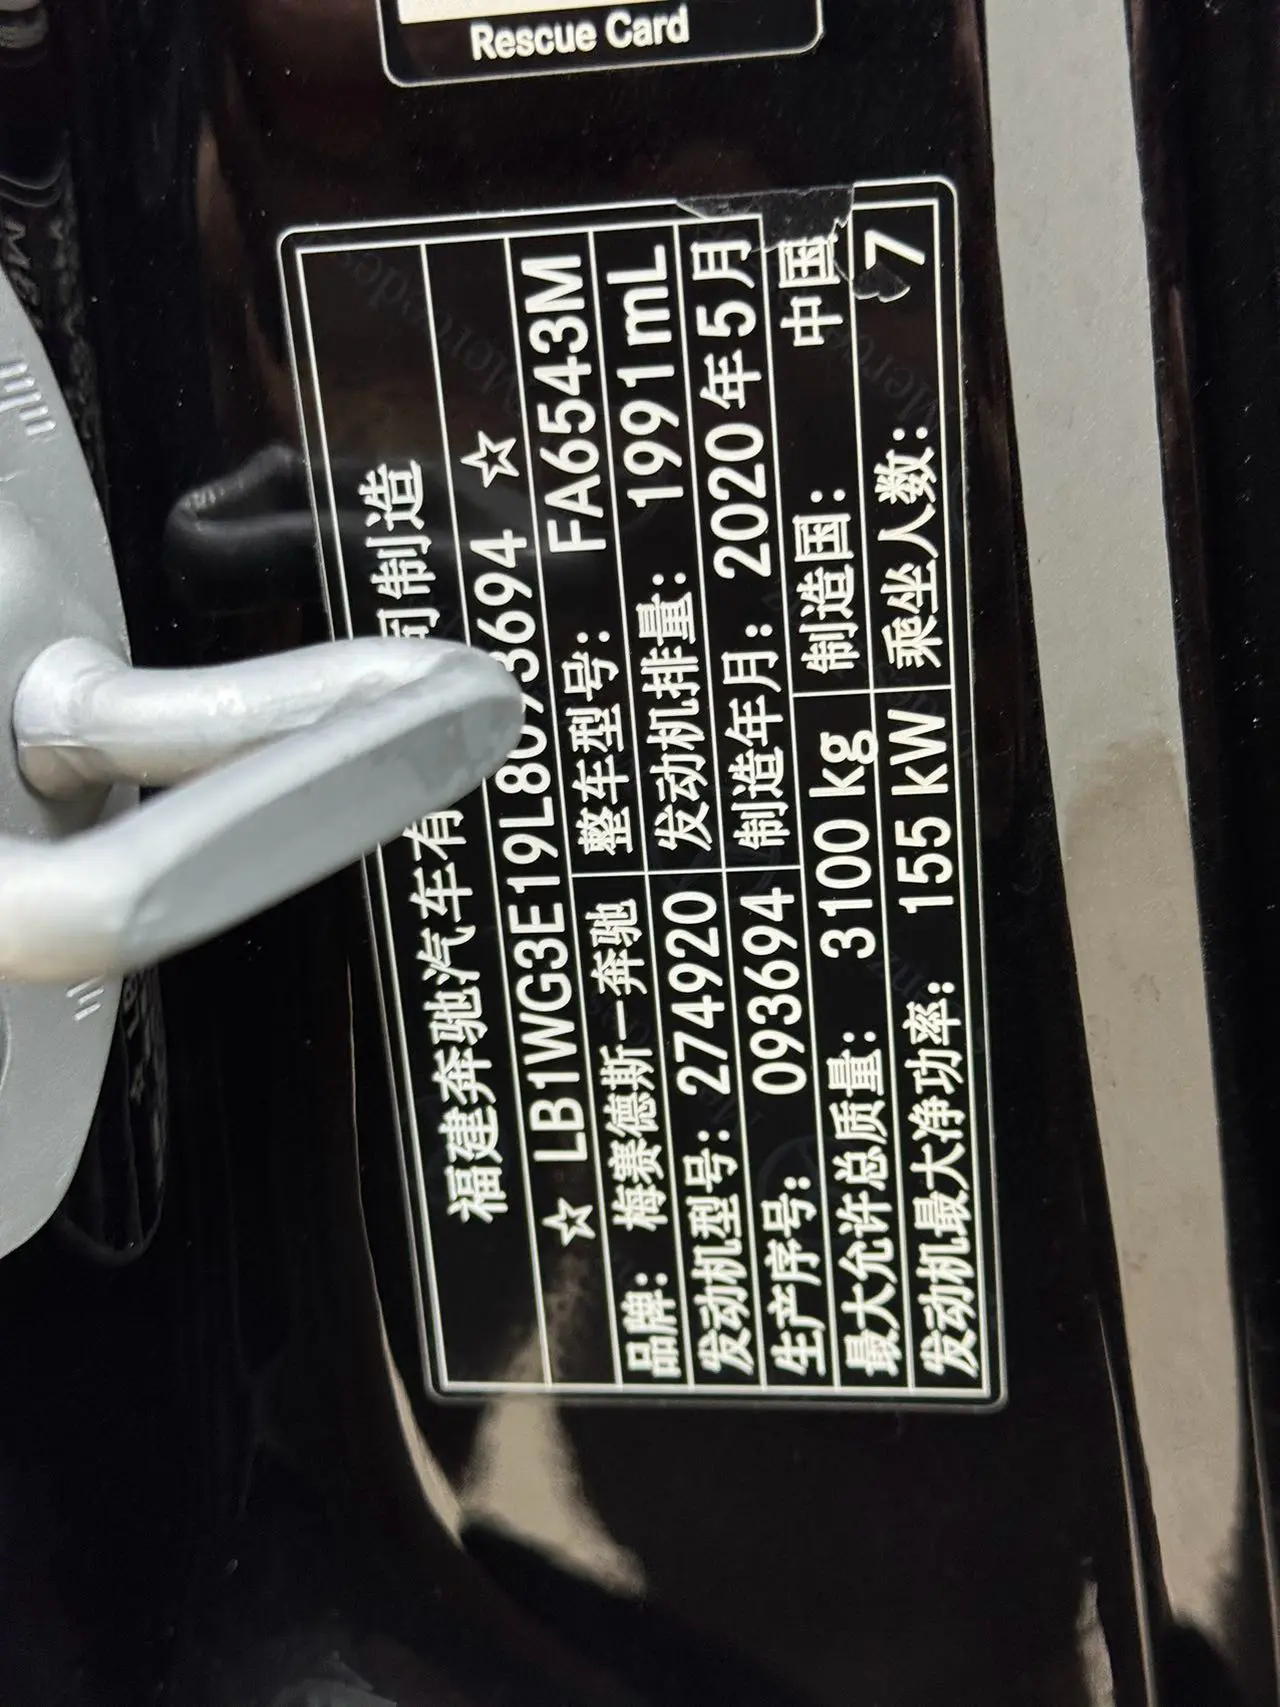 Rescue Card
福建奔驰汽车有 司制造
☆ LB1WG3E19L8093694 ☆
品牌：梅赛德斯—奔驰 整车型号：FA6543M
发动机型号：274920 发动机排量：1991mL
生产序号：093694 制造年月：2020年5月
最大允许总质量：3100 kg 制造国：中国
发动机最大净功率：155 kW 乘坐人数：7